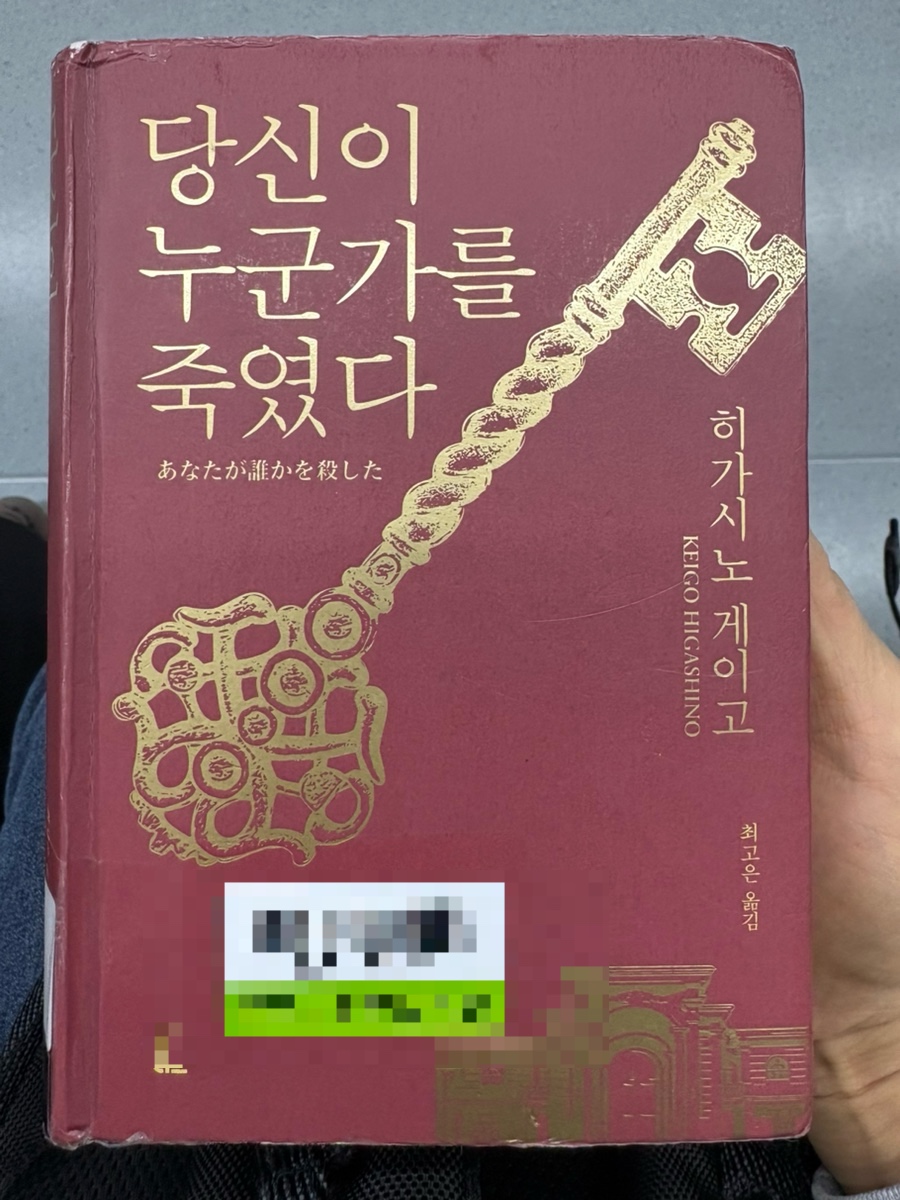 당신이
누군가를
죽였다
あなたが誰かを殺した
히가시노 게이고
KEIGO HIGASHINO
최고은 옮김